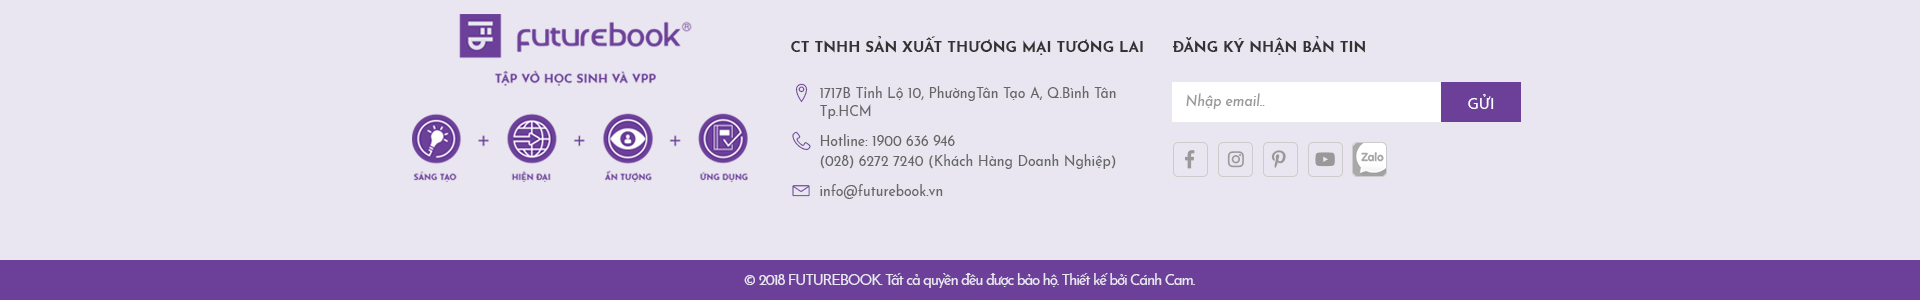 futurebook®
TẬP VỞ HỌC SINH VÀ VPP
SÁNG TẠO + HIỆN ĐẠI + ẤN TƯỢNG + ỨNG DỤNG
CT TNHH SẢN XUẤT THƯƠNG MẠI TƯƠNG LAI
1717B Tỉnh Lộ 10, PhườngTân Tạo A, Q.Bình Tân
Tp.HCM
Hotline: 1900 636 946
(028) 6272 7240 (Khách Hàng Doanh Nghiệp)
info@futurebook.vn
ĐĂNG KÝ NHẬN BẢN TIN
Nhập email..
GỬI
Zalo
© 2018 FUTUREBOOK. Tất cả quyền đều được bảo hộ. Thiết kế bởi Cánh Cam.